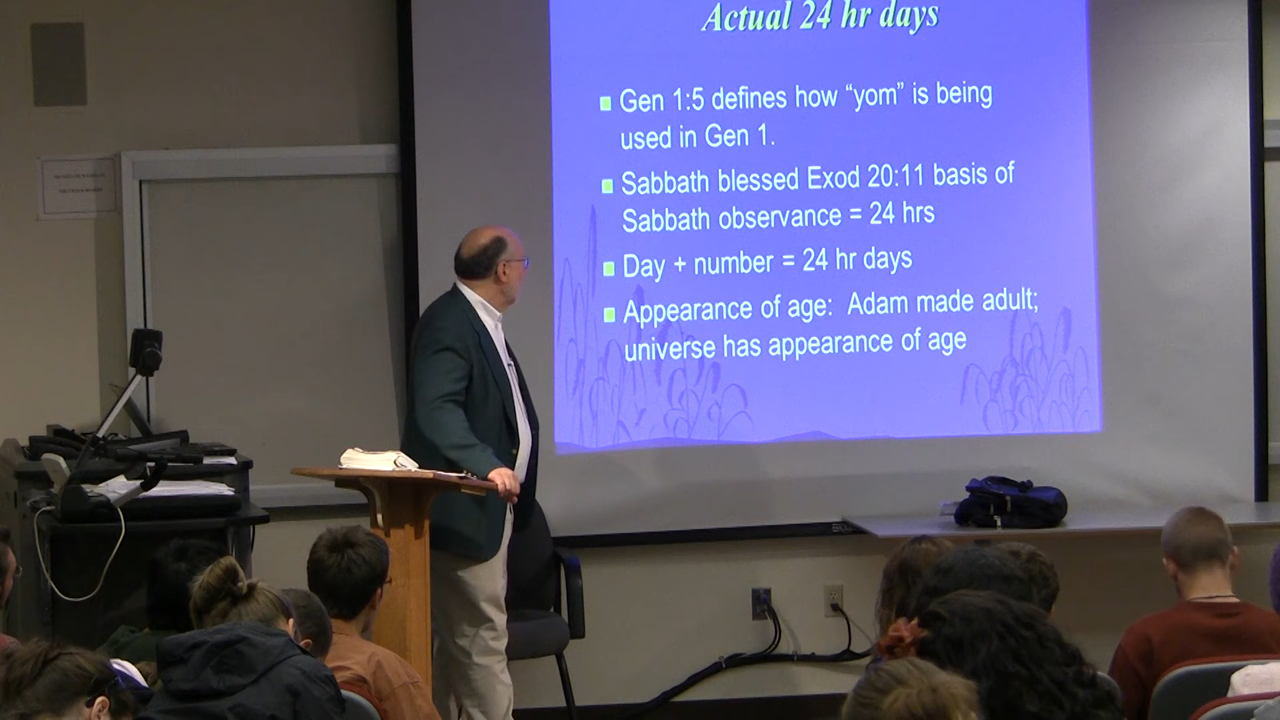 Actual 24 hr days
Gen 1:5 defines how “yom” is being
used in Gen 1.
Sabbath blessed Exod 20:11 basis of
Sabbath observance = 24 hrs
Day + number = 24 hr days
Appearance of age: Adam made adult;
universe has appearance of age